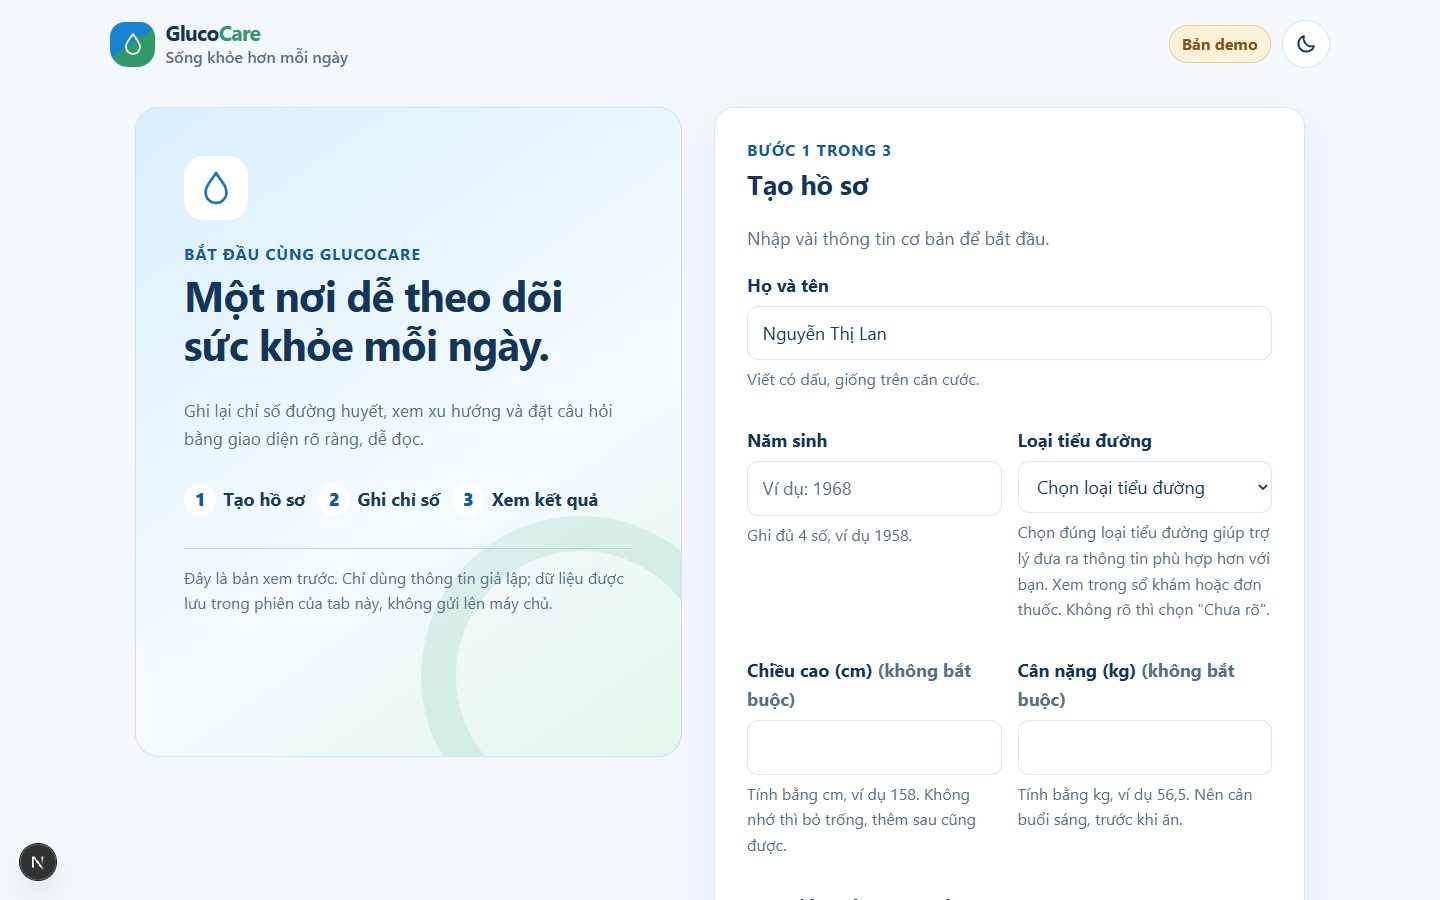 GlucoCare
Sống khỏe hơn mỗi ngày
Bản demo
BẮT ĐẦU CÙNG GLUCOCARE
Một nơi dễ theo dõi
sức khỏe mỗi ngày.
Ghi lại chỉ số đường huyết, xem xu hướng và đặt câu hỏi
bằng giao diện rõ ràng, dễ đọc.
1 Tạo hồ sơ 2 Ghi chỉ số 3 Xem kết quả
Đây là bản xem trước. Chỉ dùng thông tin giả lập; dữ liệu được
lưu trong phiên của tab này, không gửi lên máy chủ.
BƯỚC 1 TRONG 3
Tạo hồ sơ
Nhập vài thông tin cơ bản để bắt đầu.
Họ và tên
Nguyễn Thị Lan
Viết có dấu, giống trên căn cước.
Năm sinh
Ví dụ: 1968
Ghi đủ 4 số, ví dụ 1958.
Loại tiểu đường
Chọn loại tiểu đường
Chọn đúng loại tiểu đường giúp trợ
lý đưa ra thông tin phù hợp hơn với
bạn. Xem trong sổ khám hoặc đơn
thuốc. Không rõ thì chọn "Chưa rõ".
Chiều cao (cm) (không bắt
buộc)
Tính bằng cm, ví dụ 158. Không
nhớ thì bỏ trống, thêm sau cũng
được.
Cân nặng (kg) (không bắt
buộc)
Tính bằng kg, ví dụ 56,5. Nên cân
buổi sáng, trước khi ăn.
N